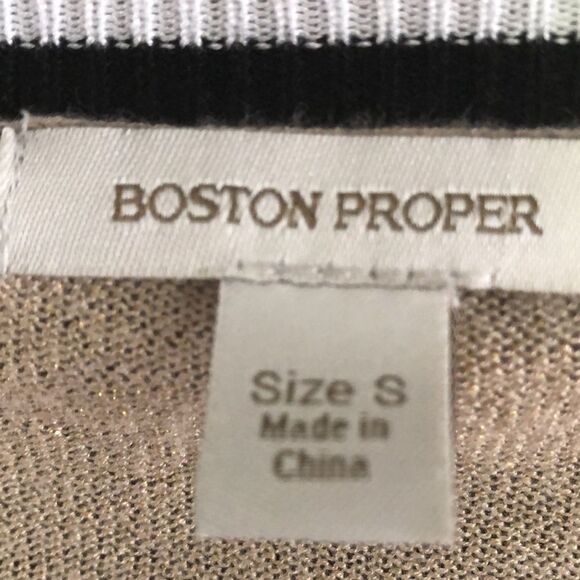 BOSTON PROPER
Size S
Made in
China